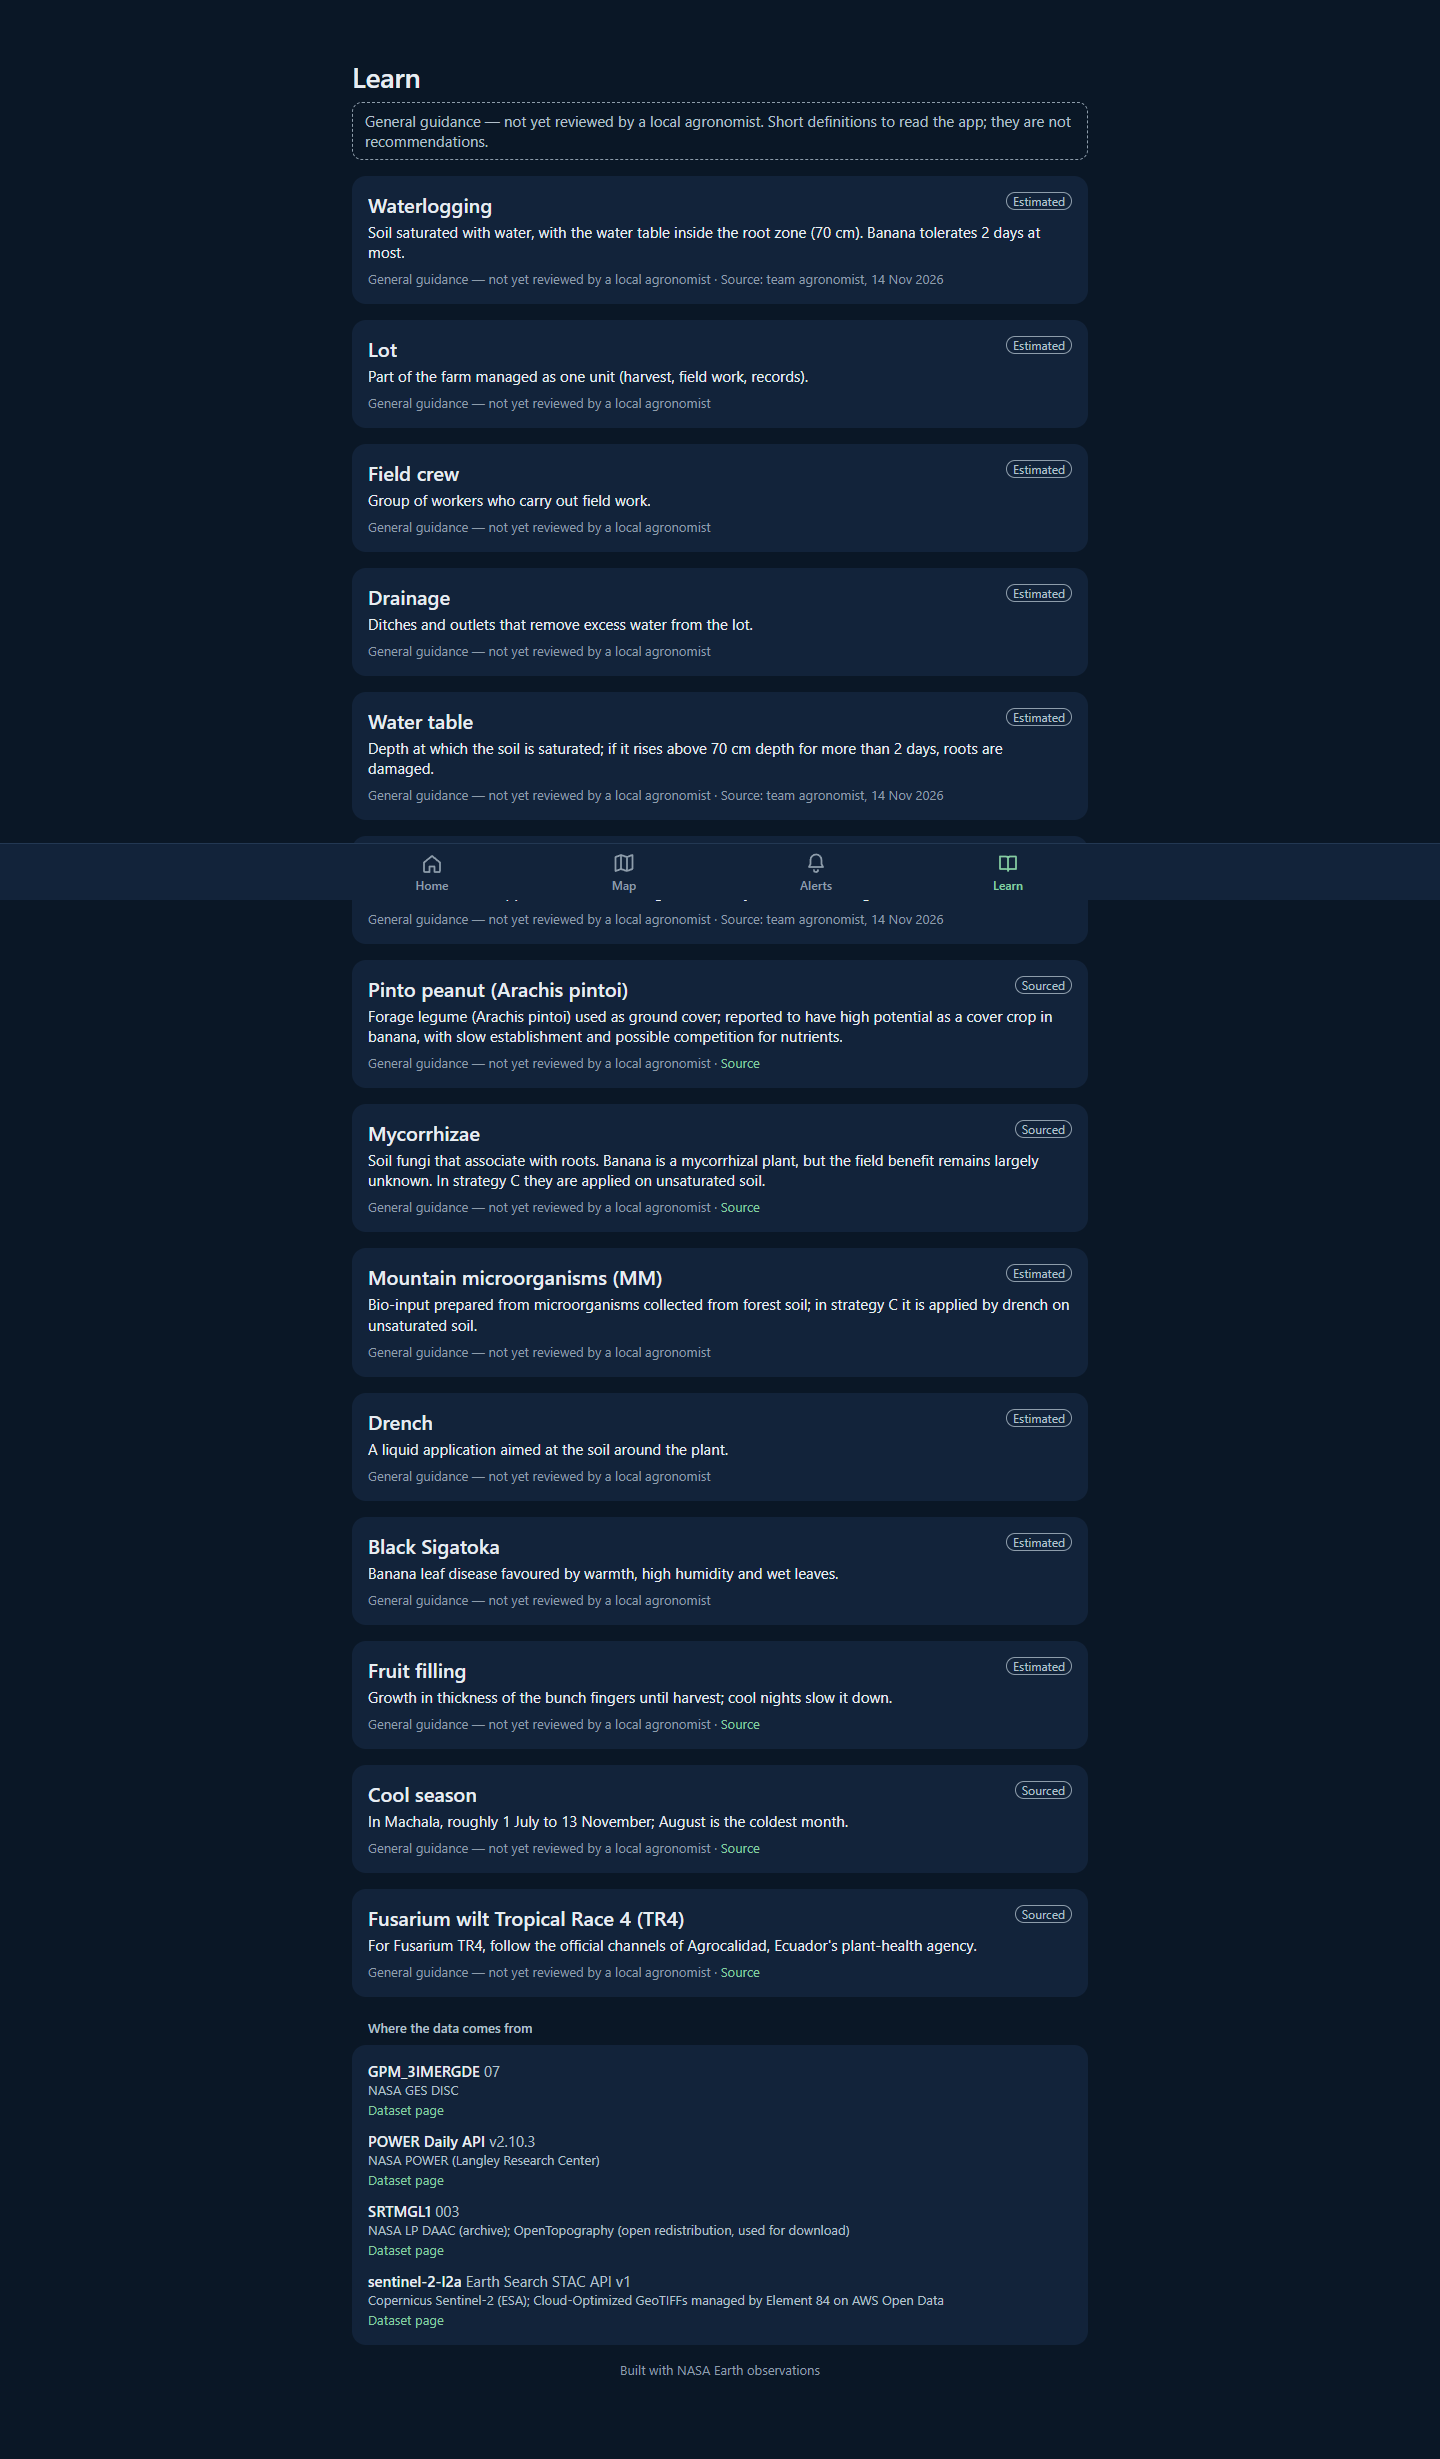 Learn
General guidance — not yet reviewed by a local agronomist. Short definitions to read the app; they are not
recommendations.
Waterlogging
Estimated
Soil saturated with water, with the water table inside the root zone (70 cm). Banana tolerates 2 days at
most.
General guidance — not yet reviewed by a local agronomist · Source: team agronomist, 14 Nov 2026
Lot
Estimated
Part of the farm managed as one unit (harvest, field work, records).
General guidance — not yet reviewed by a local agronomist
Field crew
Estimated
Group of workers who carry out field work.
General guidance — not yet reviewed by a local agronomist
Drainage
Estimated
Ditches and outlets that remove excess water from the lot.
General guidance — not yet reviewed by a local agronomist
Water table
Estimated
Depth at which the soil is saturated; if it rises above 70 cm depth for more than 2 days, roots are
damaged.
General guidance — not yet reviewed by a local agronomist · Source: team agronomist, 14 Nov 2026
Home
Map
Alerts
Learn
General guidance — not yet reviewed by a local agronomist · Source: team agronomist, 14 Nov 2026
Pinto peanut (Arachis pintoi)
Sourced
Forage legume (Arachis pintoi) used as ground cover; reported to have high potential as a cover crop in
banana, with slow establishment and possible competition for nutrients.
General guidance — not yet reviewed by a local agronomist · Source
Mycorrhizae
Sourced
Soil fungi that associate with roots. Banana is a mycorrhizal plant, but the field benefit remains largely
unknown. In strategy C they are applied on unsaturated soil.
General guidance — not yet reviewed by a local agronomist · Source
Mountain microorganisms (MM)
Estimated
Bio-input prepared from microorganisms collected from forest soil; in strategy C it is applied by drench on
unsaturated soil.
General guidance — not yet reviewed by a local agronomist
Drench
Estimated
A liquid application aimed at the soil around the plant.
General guidance — not yet reviewed by a local agronomist
Black Sigatoka
Estimated
Banana leaf disease favoured by warmth, high humidity and wet leaves.
General guidance — not yet reviewed by a local agronomist
Fruit filling
Estimated
Growth in thickness of the bunch fingers until harvest; cool nights slow it down.
General guidance — not yet reviewed by a local agronomist · Source
Cool season
Sourced
In Machala, roughly 1 July to 13 November; August is the coldest month.
General guidance — not yet reviewed by a local agronomist · Source
Fusarium wilt Tropical Race 4 (TR4)
Sourced
For Fusarium TR4, follow the official channels of Agrocalidad, Ecuador's plant-health agency.
General guidance — not yet reviewed by a local agronomist · Source
Where the data comes from
GPM_3IMERGDE 07
NASA GES DISC
Dataset page
POWER Daily API v2.10.3
NASA POWER (Langley Research Center)
Dataset page
SRTMGL1 003
NASA LP DAAC (archive); OpenTopography (open redistribution, used for download)
Dataset page
sentinel-2-l2a Earth Search STAC API v1
Copernicus Sentinel-2 (ESA); Cloud-Optimized GeoTIFFs managed by Element 84 on AWS Open Data
Dataset page
Built with NASA Earth observations